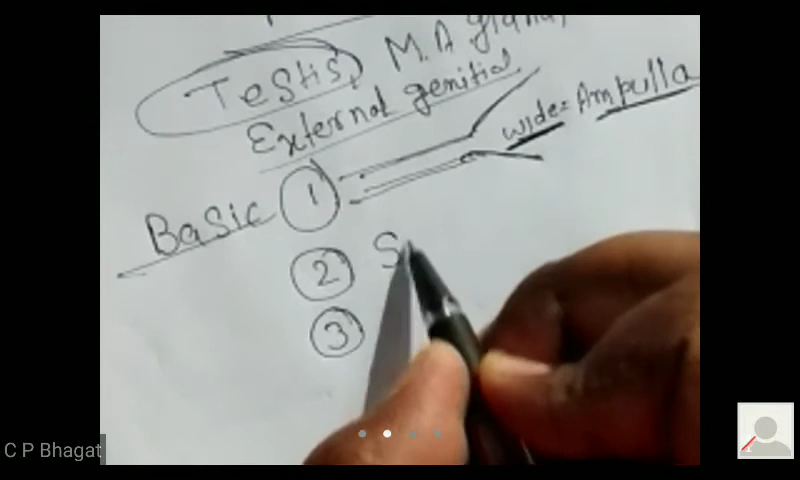 Testis, M.A gland,
External genitial
wide = Ampulla
Basic 1
2 S
3
C P Bhagat